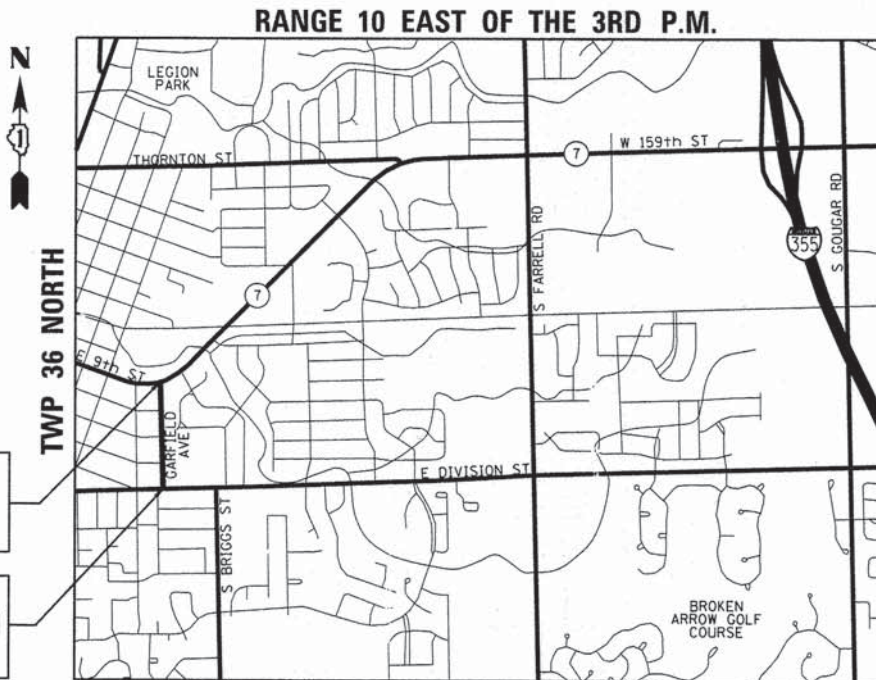 RANGE 10 EAST OF THE 3RD P.M.
N
1
LEGION
PARK
THORNTON ST
7
W 159th ST
S FARRELL RD
355
S GOUGAR RD
TWP 36 NORTH
7
E 9th ST
GARFIELD
AVE
E DIVISION ST
S BRIGGS ST
BROKEN
ARROW GOLF
COURSE